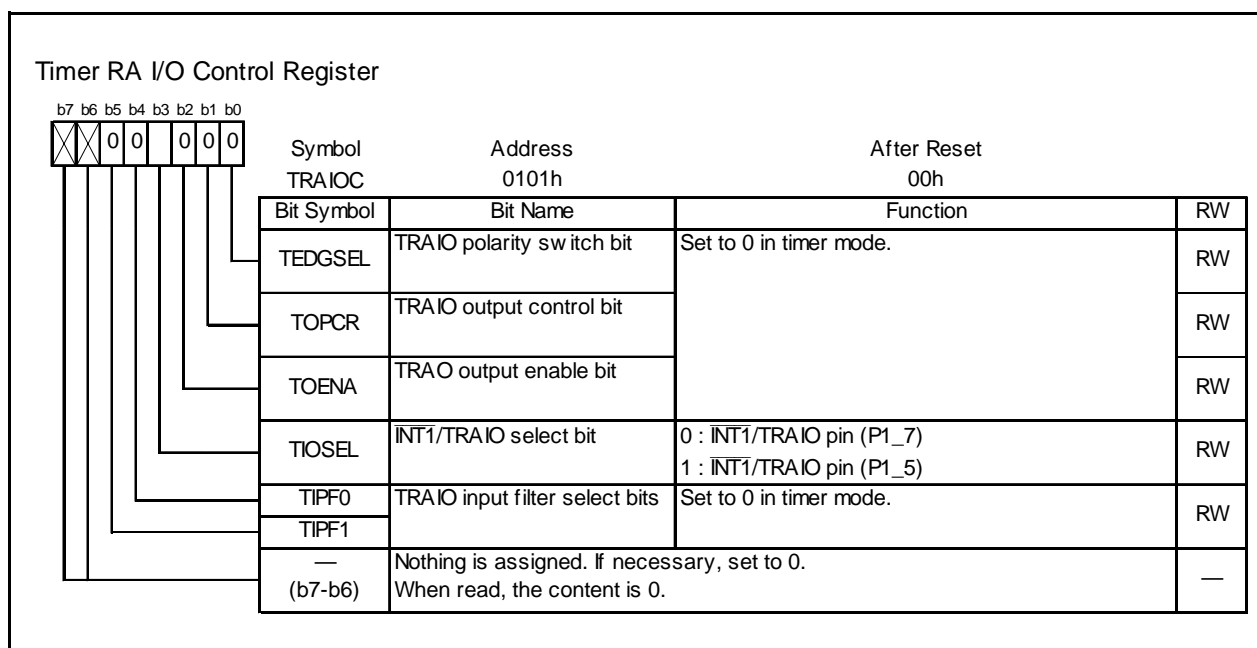 Timer RA I/O Control Register
b7 b6 b5 b4 b3 b2 b1 b0
0 0 0 0 0
Symbol Address After Reset
TRAIOC 0101h 00h
Bit Symbol Bit Name Function RW
TEDGSEL TRAIO polarity switch bit Set to 0 in timer mode. RW
TOPCR TRAIO output control bit RW
TOENA TRAO output enable bit RW
TIOSEL INT1/TRAIO select bit 0 : INT1/TRAIO pin (P1_7) RW
1 : INT1/TRAIO pin (P1_5)
TIPF0 TRAIO input filter select bits Set to 0 in timer mode. RW
TIPF1
— Nothing is assigned. If necessary, set to 0. —
(b7-b6) When read, the content is 0.